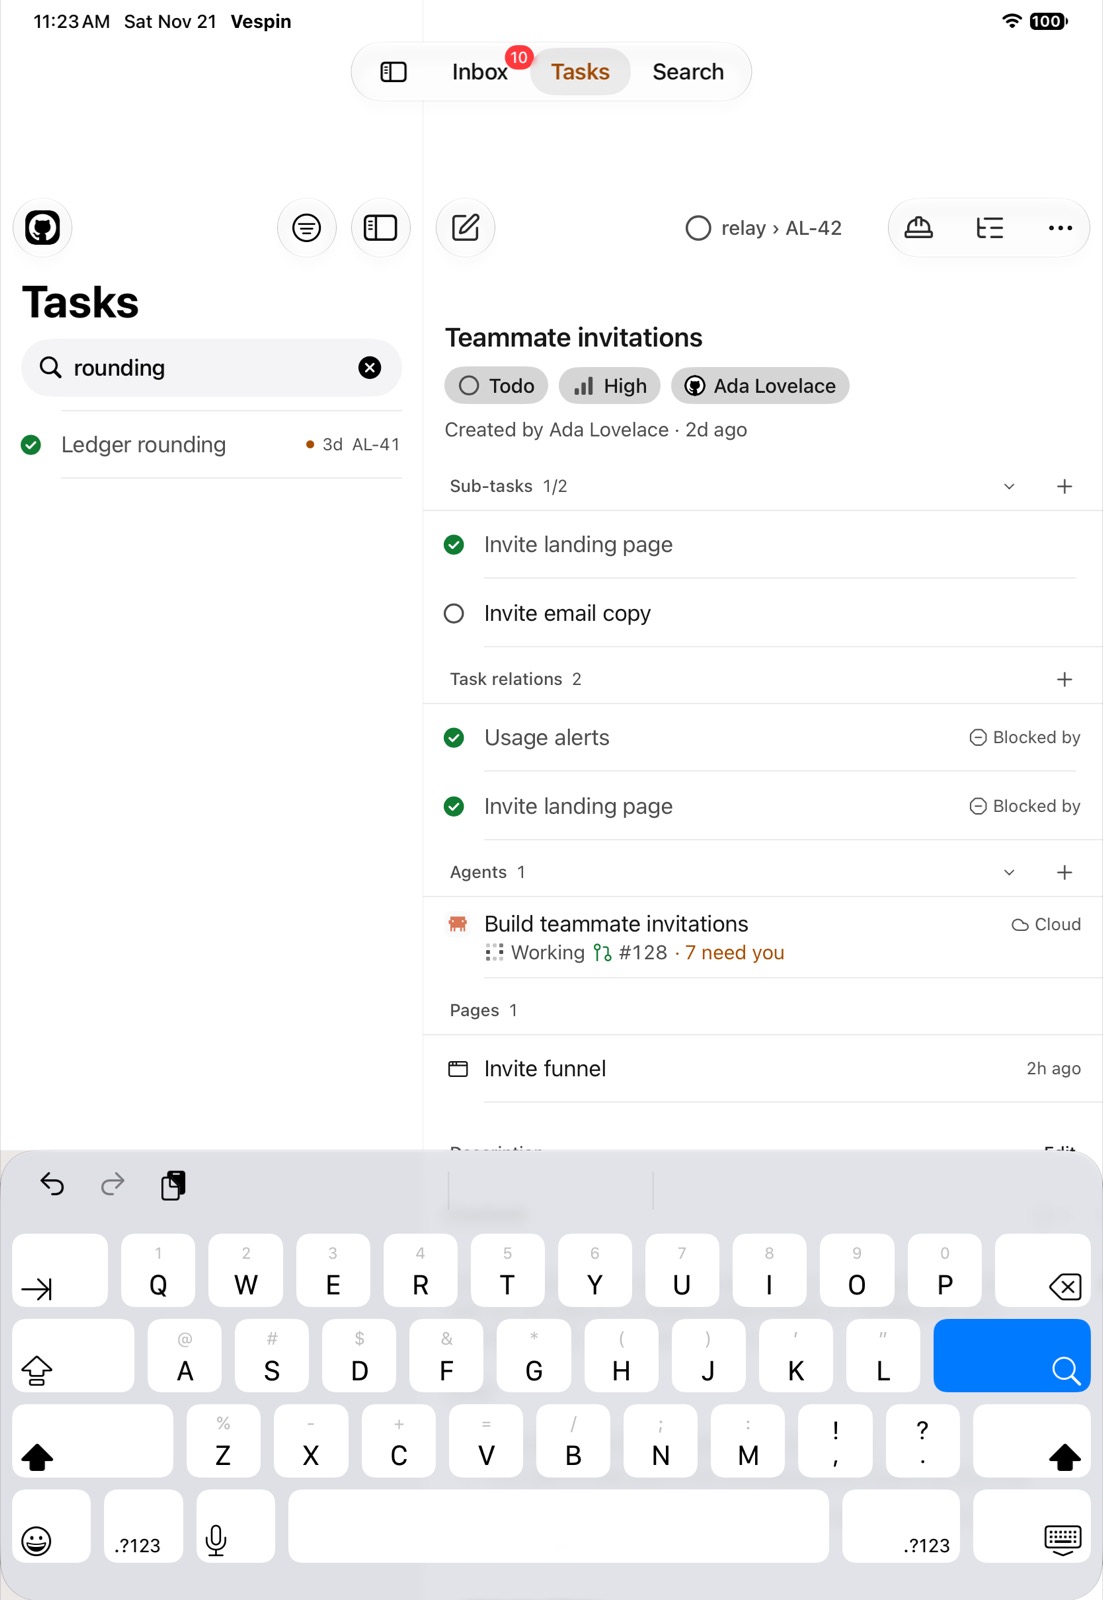 11:23 AM Sat Nov 21 Vespin
100
Inbox 10 Tasks Search
relay › AL-42
Tasks
rounding
Ledger rounding 3d AL-41
Teammate invitations
Todo High Ada Lovelace
Created by Ada Lovelace · 2d ago
Sub-tasks 1/2
Invite landing page
Invite email copy
Task relations 2
Usage alerts Blocked by
Invite landing page Blocked by
Agents 1
Build teammate invitations Cloud
Working #128 · 7 need you
Pages 1
Invite funnel 2h ago
Description Edit
1 2 3 4 5 6 7 8 9 0
Q W E R T Y U I O P
@ # $ & * ( ) ' "
A S D F G H J K L
% - + = / ; : ! ?
Z X C V B N M , .
.?123 .?123